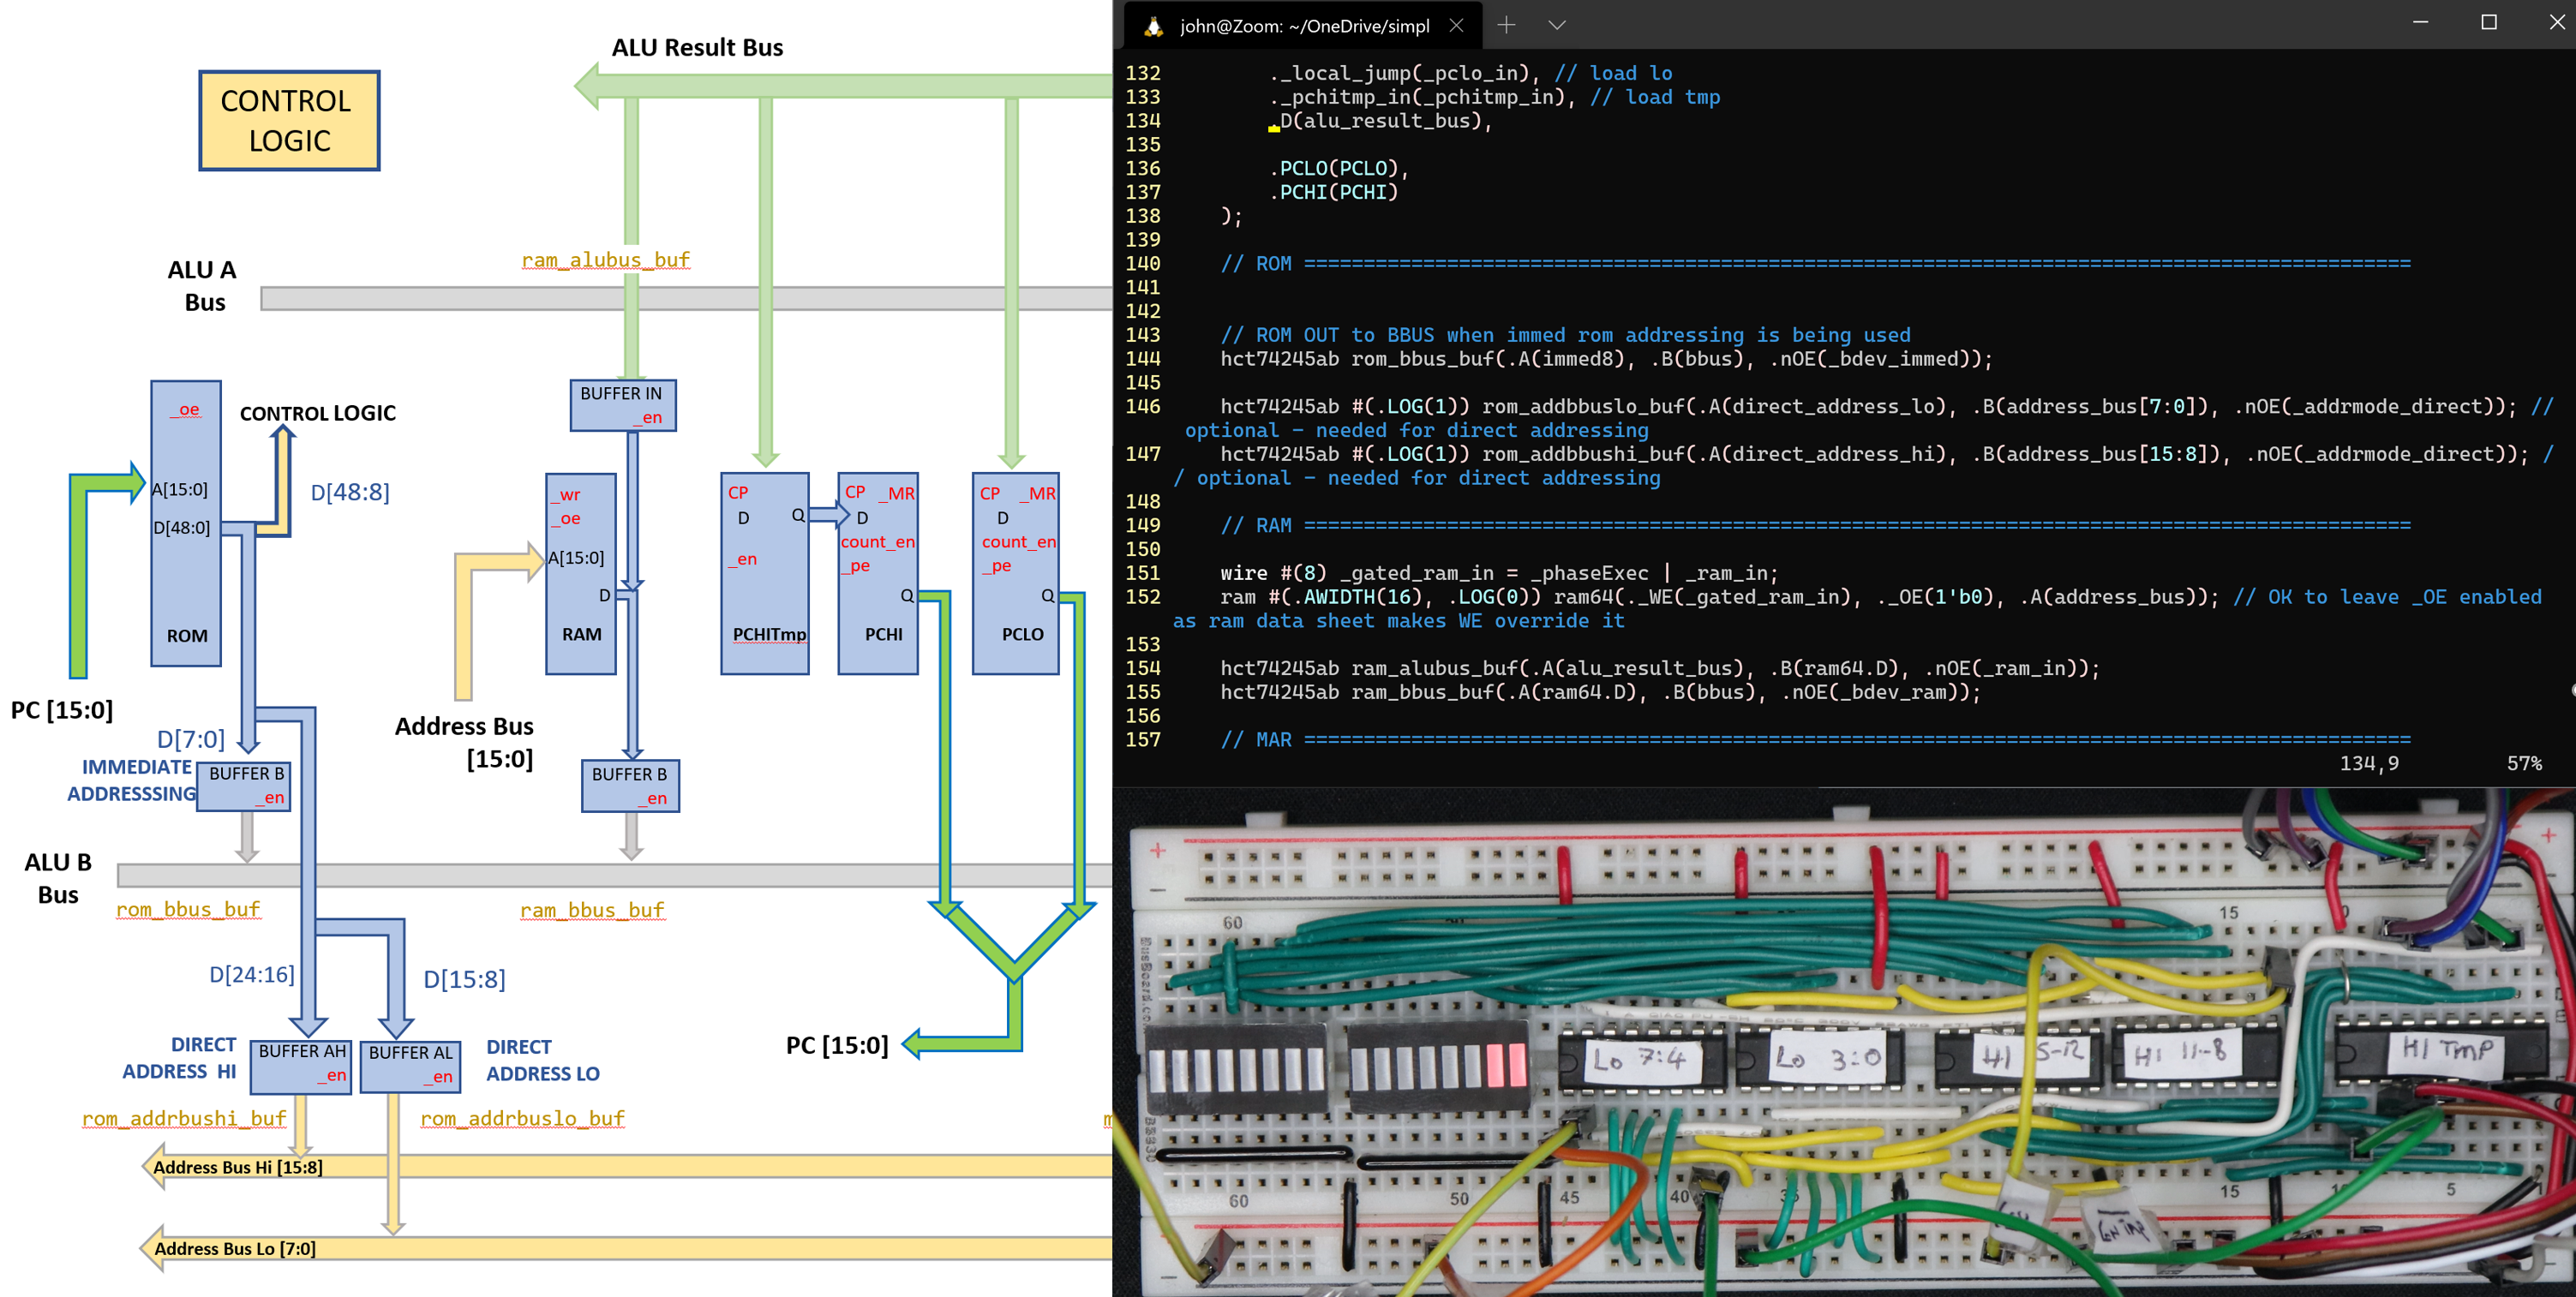 ALU Result Bus
CONTROL
LOGIC
ram_alubus_buf
ALU A
Bus
BUFFER IN
_en
_oe
CONTROL LOGIC
A[15:0]
D[48:8]
D[48:0]
ROM
PC [15:0]
_wr
_oe
A[15:0]
D
RAM
Address Bus
[15:0]
CP
D
Q
_en
PCHITmp
CP _MR
D
count_en
_pe
Q
PCHI
CP _MR
D
count_en
_pe
Q
PCLO
D[7:0]
IMMEDIATE
ADDRESSSING
BUFFER B
_en
BUFFER B
_en
ALU B
Bus
rom_bbus_buf
ram_bbus_buf
D[24:16]
D[15:8]
PC [15:0]
DIRECT
ADDRESS HI
BUFFER AH
_en
BUFFER AL
_en
DIRECT
ADDRESS LO
rom_addrbushi_buf
rom_addrbuslo_buf
Address Bus Hi [15:8]
Address Bus Lo [7:0]
john@Zoom: ~/OneDrive/simpl
132 ._local_jump(_pclo_in), // load lo
133 ._pchitmp_in(_pchitmp_in), // load tmp
134 .D(alu_result_bus),
135
136 .PCLO(PCLO),
137 .PCHI(PCHI)
138 );
139
140 // ROM ============================================================================================
141
142
143 // ROM OUT to BBUS when immed rom addressing is being used
144 hct74245ab rom_bbus_buf(.A(immed8), .B(bbus), .nOE(_bdev_immed));
145
146 hct74245ab #(.LOG(1)) rom_addbbuslo_buf(.A(direct_address_lo), .B(address_bus[7:0]), .nOE(_addrmode_direct)); //
optional – needed for direct addressing
147 hct74245ab #(.LOG(1)) rom_addbbushi_buf(.A(direct_address_hi), .B(address_bus[15:8]), .nOE(_addrmode_direct)); /
/ optional – needed for direct addressing
148
149 // RAM ============================================================================================
150
151 wire #(8) _gated_ram_in = _phaseExec | _ram_in;
152 ram #(.AWIDTH(16), .LOG(0)) ram64(._WE(_gated_ram_in), ._OE(1'b0), .A(address_bus)); // OK to leave _OE enabled
as ram data sheet makes WE override it
153
154 hct74245ab ram_alubus_buf(.A(alu_result_bus), .B(ram64.D), .nOE(_ram_in));
155 hct74245ab ram_bbus_buf(.A(ram64.D), .B(bbus), .nOE(_bdev_ram));
156
157 // MAR ============================================================================================
134,9 57%
60 15
Lo 7:4
Lo 3:0
HI
HI 11-8
HI TMP
60 50 45 40 15 5